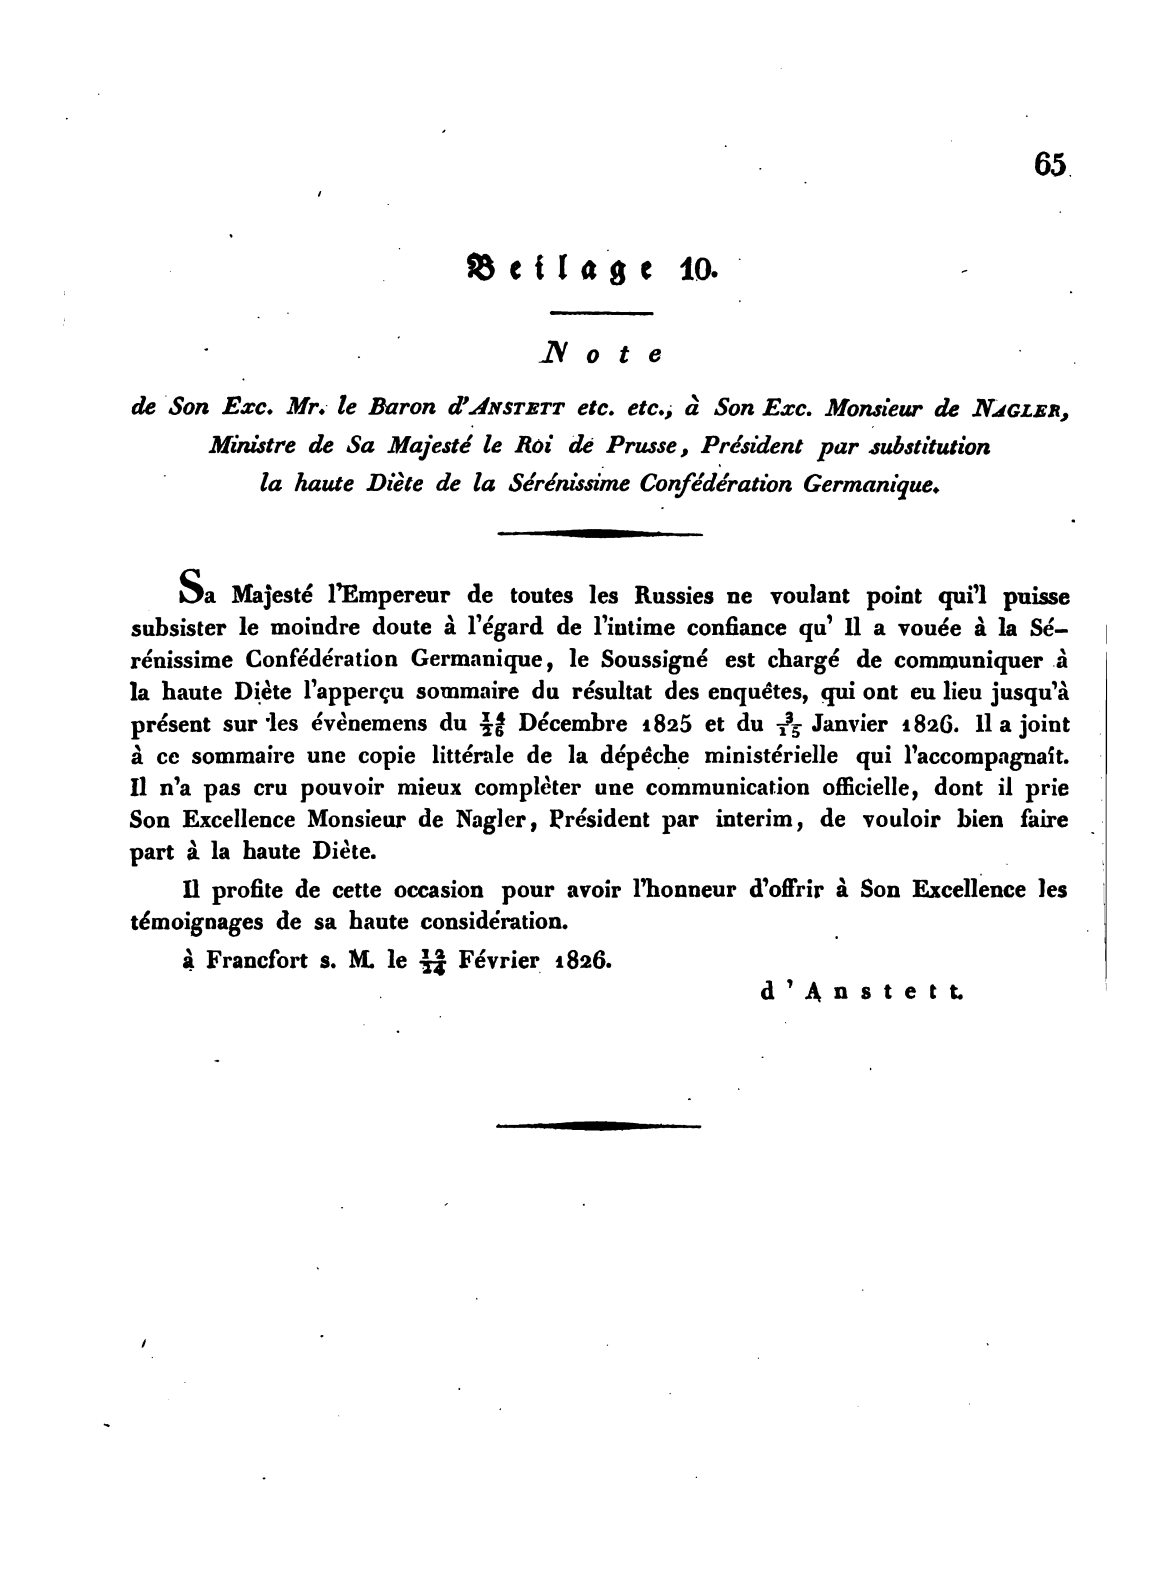 65
Beilage 10.
Note
de Son Exc. Mr. le Baron d'ANSTETT etc. etc., à Son Exc. Monsieur de NAGLER,
Ministre de Sa Majesté le Roi de Prusse, Président par substitution
la haute Diète de la Sérénissime Confédération Germanique.
Sa Majesté l'Empereur de toutes les Russies ne voulant point qui'l puisse
subsister le moindre doute à l'égard de l'intime confiance qu' Il a vouée à la Sé-
rénissime Confédération Germanique, le Soussigné est chargé de communiquer à
la haute Diète l'apperçu sommaire du résultat des enquêtes, qui ont eu lieu jusqu'à
présent sur les évènemens du 14/26 Décembre 1825 et du 3/15 Janvier 1826. Il a joint
à ce sommaire une copie littérale de la dépêche ministérielle qui l'accompagnait.
Il n'a pas cru pouvoir mieux complèter une communication officielle, dont il prie
Son Excellence Monsieur de Nagler, Président par interim, de vouloir bien faire
part à la haute Diète.
Il profite de cette occasion pour avoir l'honneur d'offrir à Son Excellence les
témoignages de sa haute considération.
à Francfort s. M. le 12/24 Février 1826.
d'Anstett.